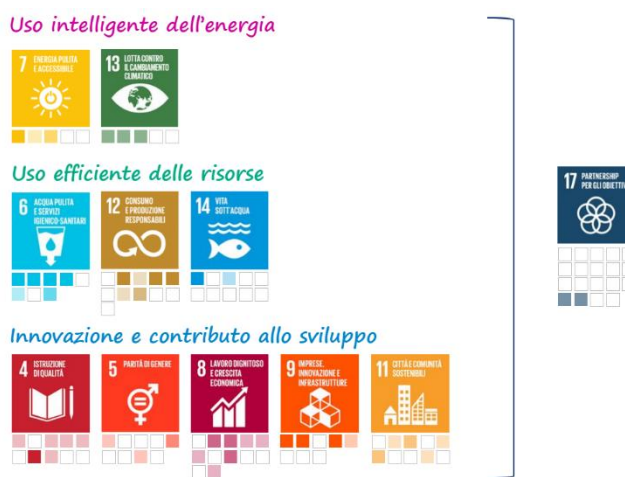 Uso intelligente dell'energia
7 ENERGIA PULITA
E ACCESSIBILE
13 LOTTA CONTRO
IL CAMBIAMENTO
CLIMATICO
Uso efficiente delle risorse
6 ACQUA PULITA
E SERVIZI
IGIENICO-SANITARI
12 CONSUMO
E PRODUZIONE
RESPONSABILI
14 VITA
SOTT'ACQUA
17 PARTNERSHIP
PER GLI OBIETTIVI
Innovazione e contributo allo sviluppo
4 ISTRUZIONE
DI QUALITÀ
5 PARITÀ DI GENERE
8 LAVORO DIGNITOSO
E CRESCITA
ECONOMICA
9 IMPRESE,
INNOVAZIONE E
INFRASTRUTTURE
11 CITTÀ E COMUNITÀ
SOSTENIBILI